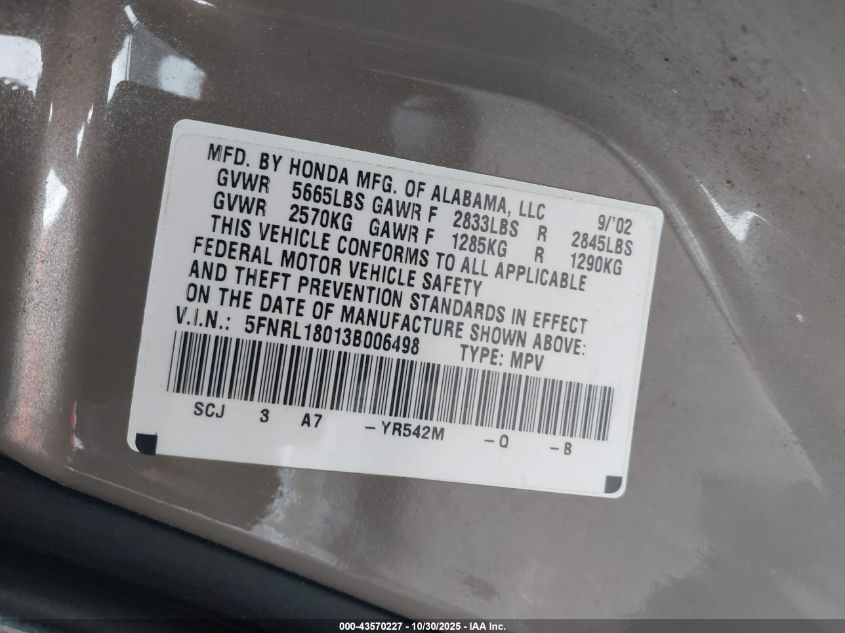 MFD. BY HONDA MFG. OF ALABAMA, LLC 9/'02
GVWR 5665LBS GAWR F 2833LBS R 2845LBS
GVWR 2570KG GAWR F 1285KG R 1290KG
THIS VEHICLE CONFORMS TO ALL APPLICABLE
FEDERAL MOTOR VEHICLE SAFETY
AND THEFT PREVENTION STANDARDS IN EFFECT
ON THE DATE OF MANUFACTURE SHOWN ABOVE:
V.I.N.: 5FNRL18013B006498 TYPE: MPV
SCJ 3 A7 -YR542M -Q -B
000-43570227 - 10/30/2025 - IAA Inc.